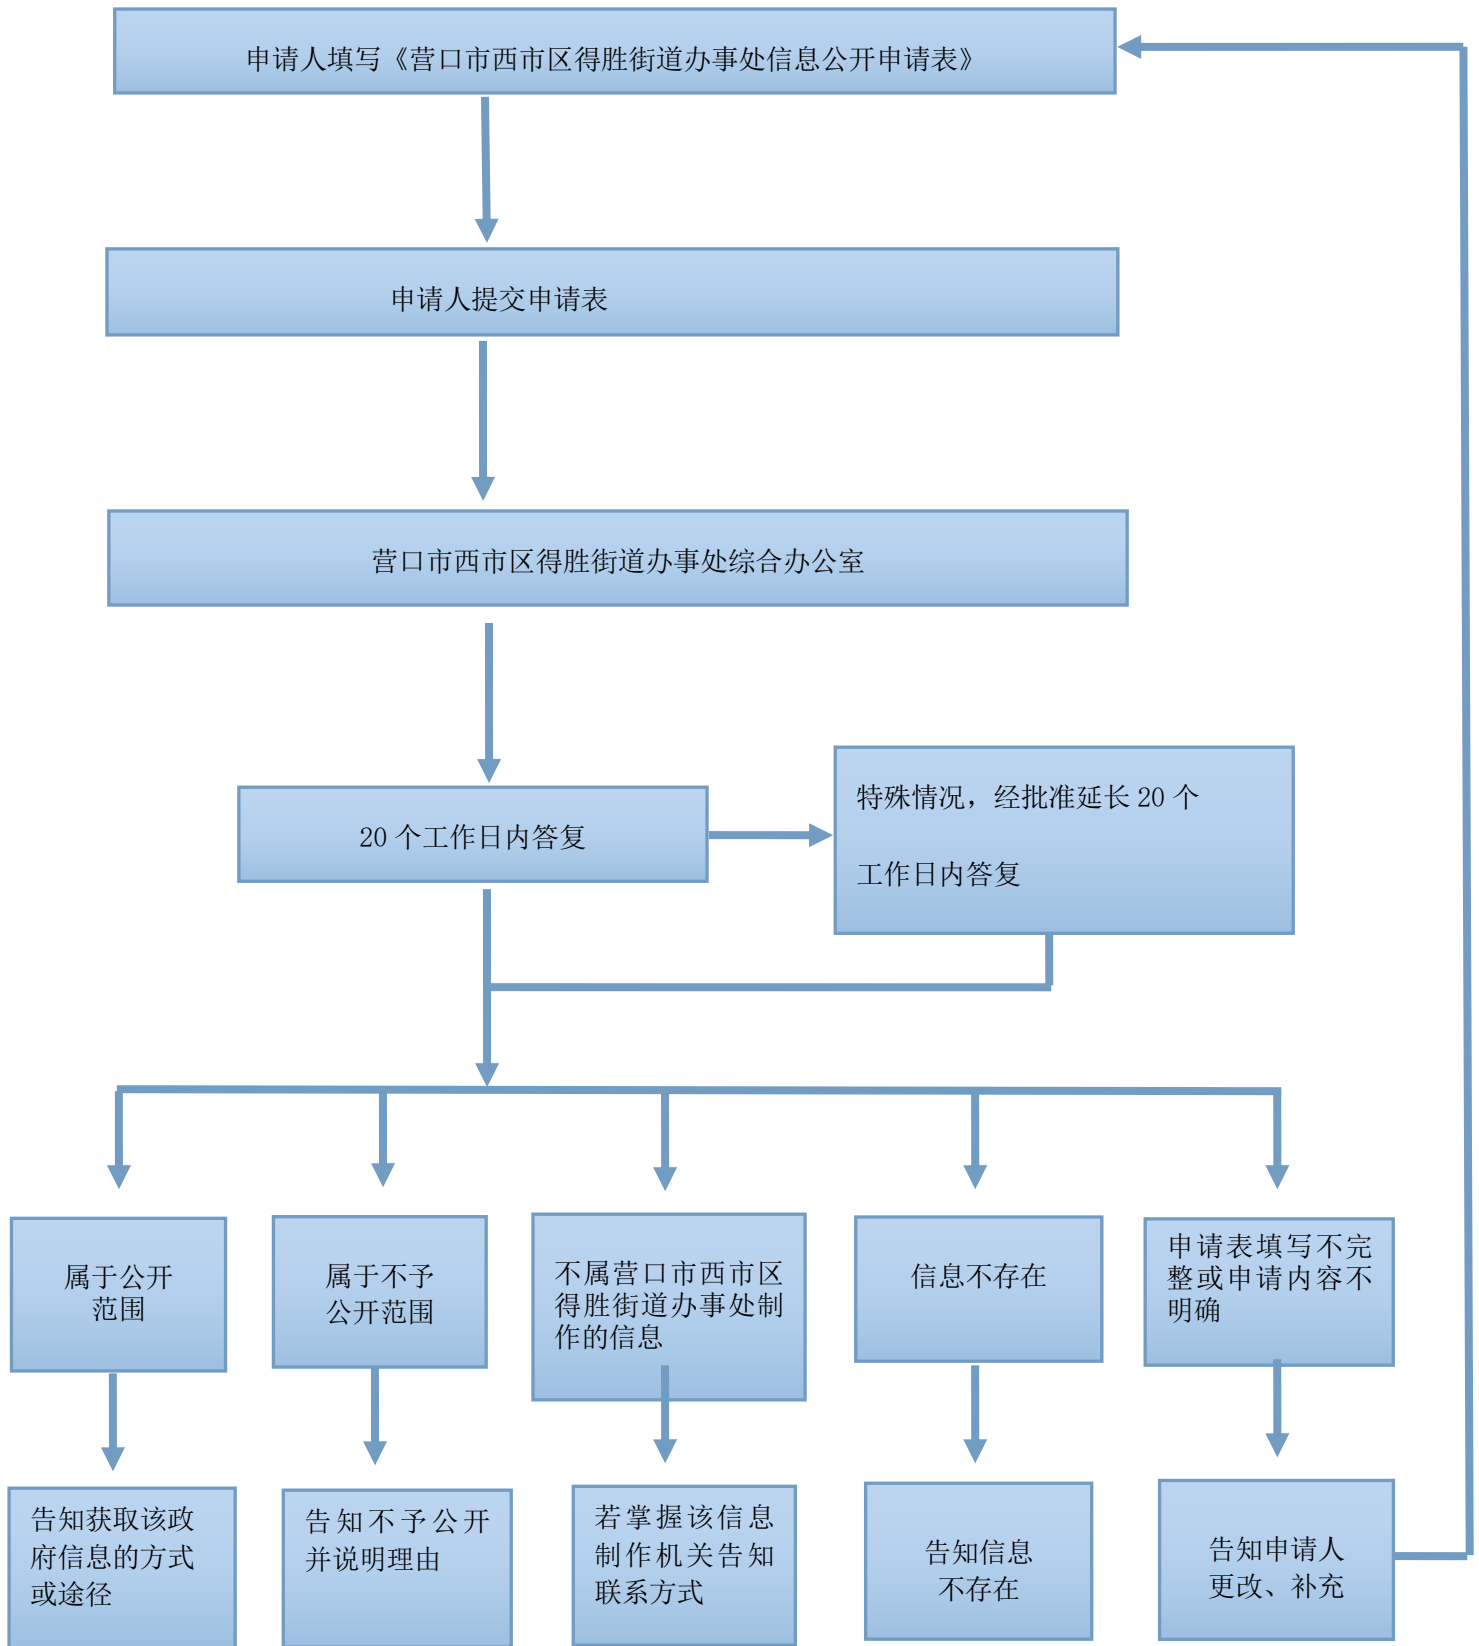 申请人填写《营口市西市区得胜街道办事处信息公开申请表》
申请人提交申请表
营口市西市区得胜街道办事处综合办公室
20 个工作日内答复
特殊情况，经批准延长 20 个
工作日内答复
属于公开
范围
属于不予
公开范围
不属营口市西市区
得胜街道办事处制
作的信息
信息不存在
申请表填写不完
整或申请内容不
明确
告知获取该政
府信息的方式
或途径
告知不予公开
并说明理由
若掌握该信息
制作机关告知
联系方式
告知信息
不存在
告知申请人
更改、补充